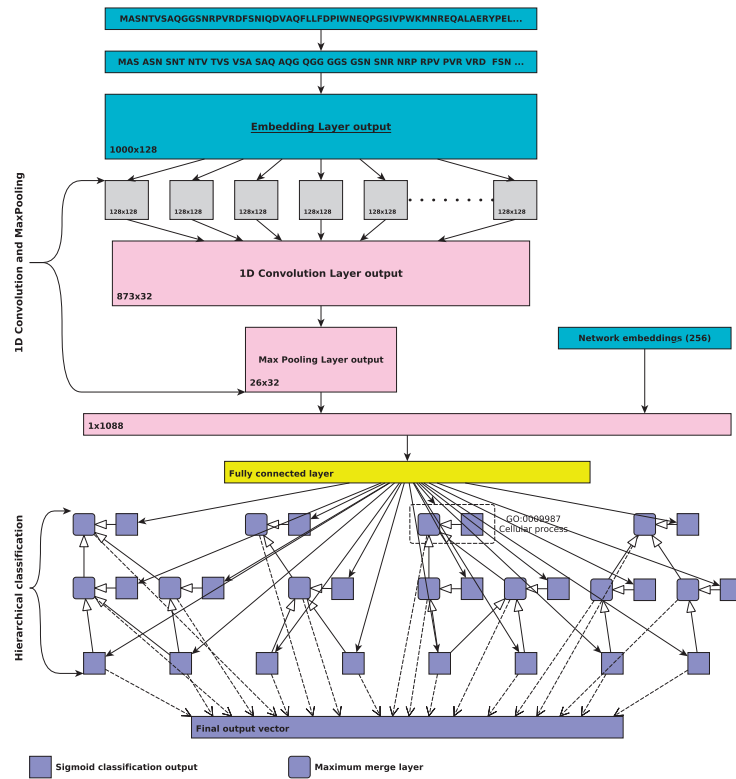 MASNTVSAQGGSNRPVRDFSNIQDVAQFLLFDPIWNEQPGSIVPWKMNREQALAERYPEL...
MAS ASN SNT NTV TVS VSA SAQ AQG QGG GGS GSN SNR NRP RPV PVR VRD FSN ...
Embedding Layer output
1000x128
128x128
128x128
128x128
128x128
128x128
128x128
1D Convolution and MaxPooling
1D Convolution Layer output
873x32
Max Pooling Layer output
26x32
Network embeddings (256)
1x1088
Fully connected layer
Hierarchical classification
GO:0009987
Cellular process
Final output vector
Sigmoid classification output
Maximum merge layer